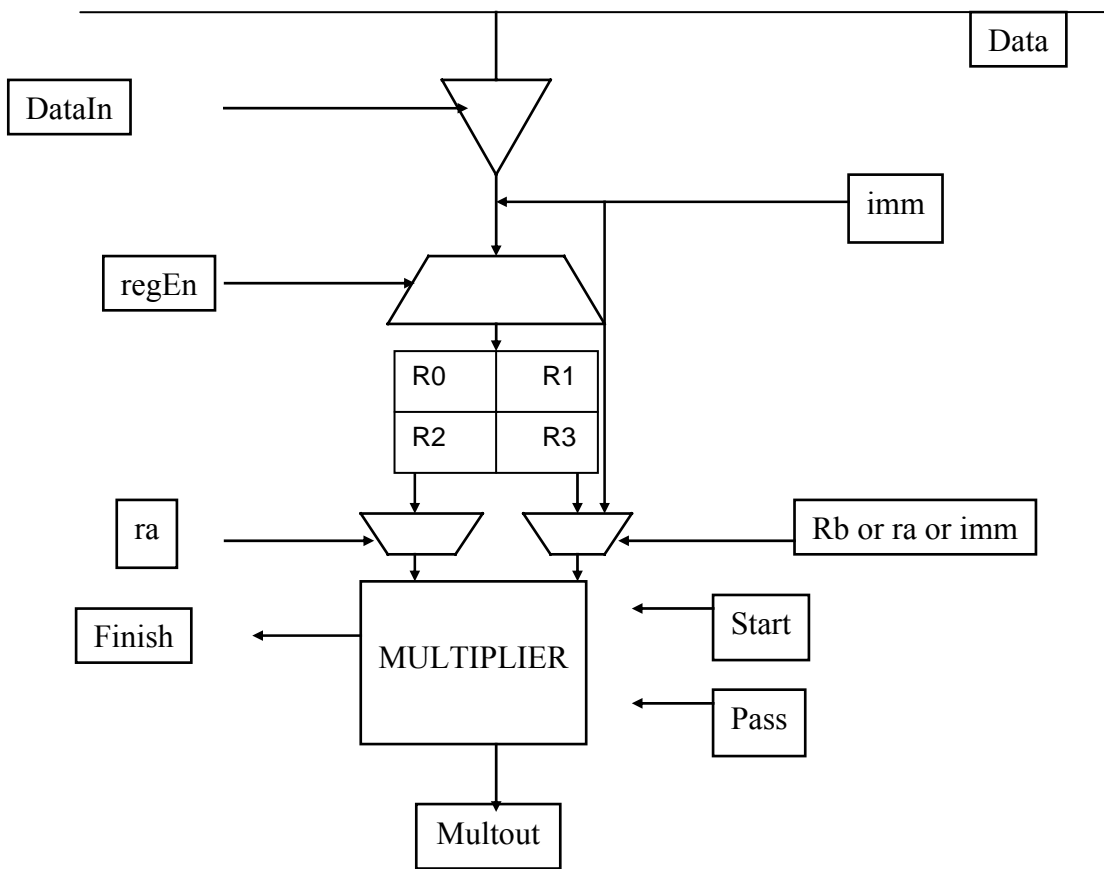 Data
DataIn
imm
regEn
R0 R1
R2 R3
ra
Rb or ra or imm
Finish
MULTIPLIER
Start
Pass
Multout